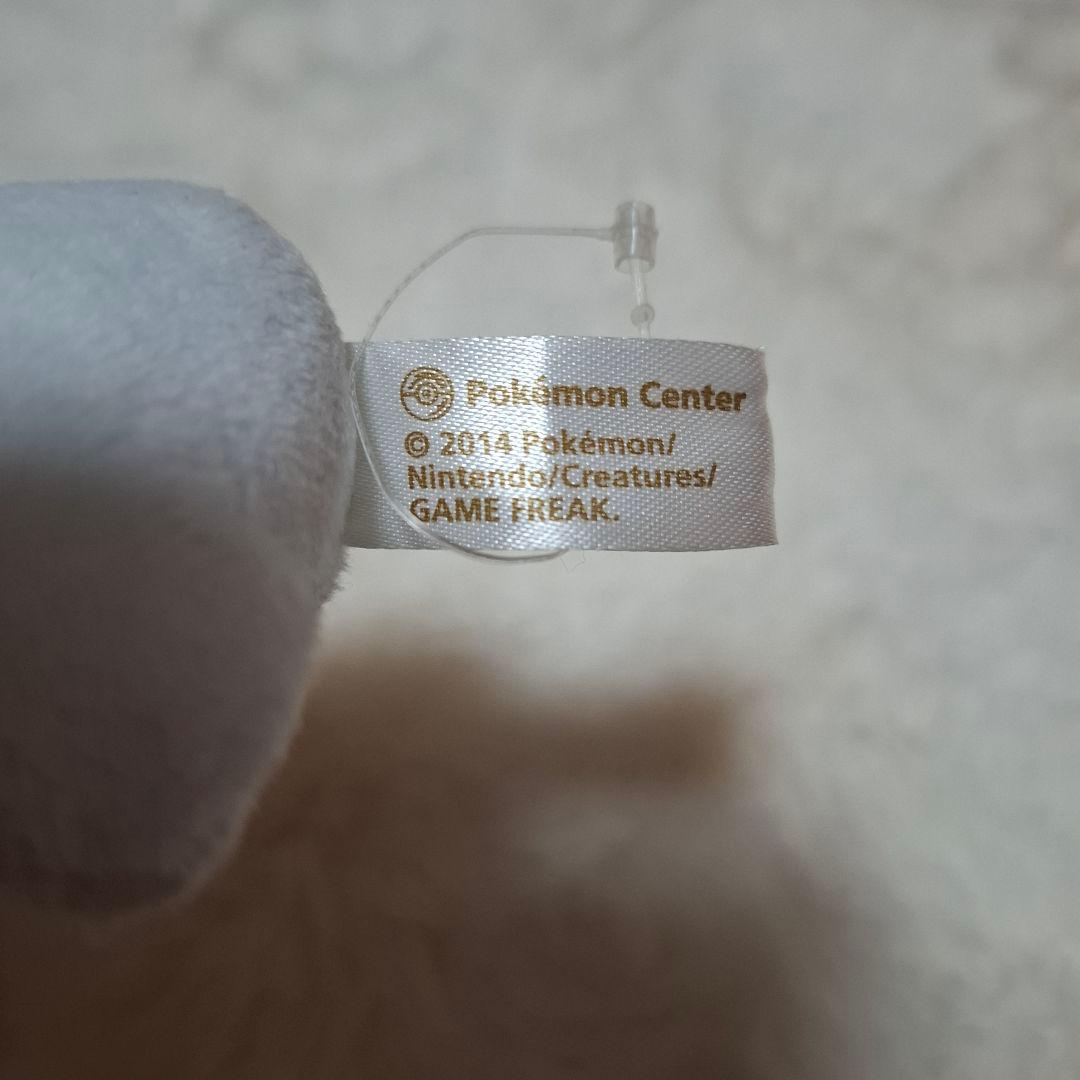 Pokémon Center
© 2014 Pokémon/
Nintendo/Creatures/
GAME FREAK.